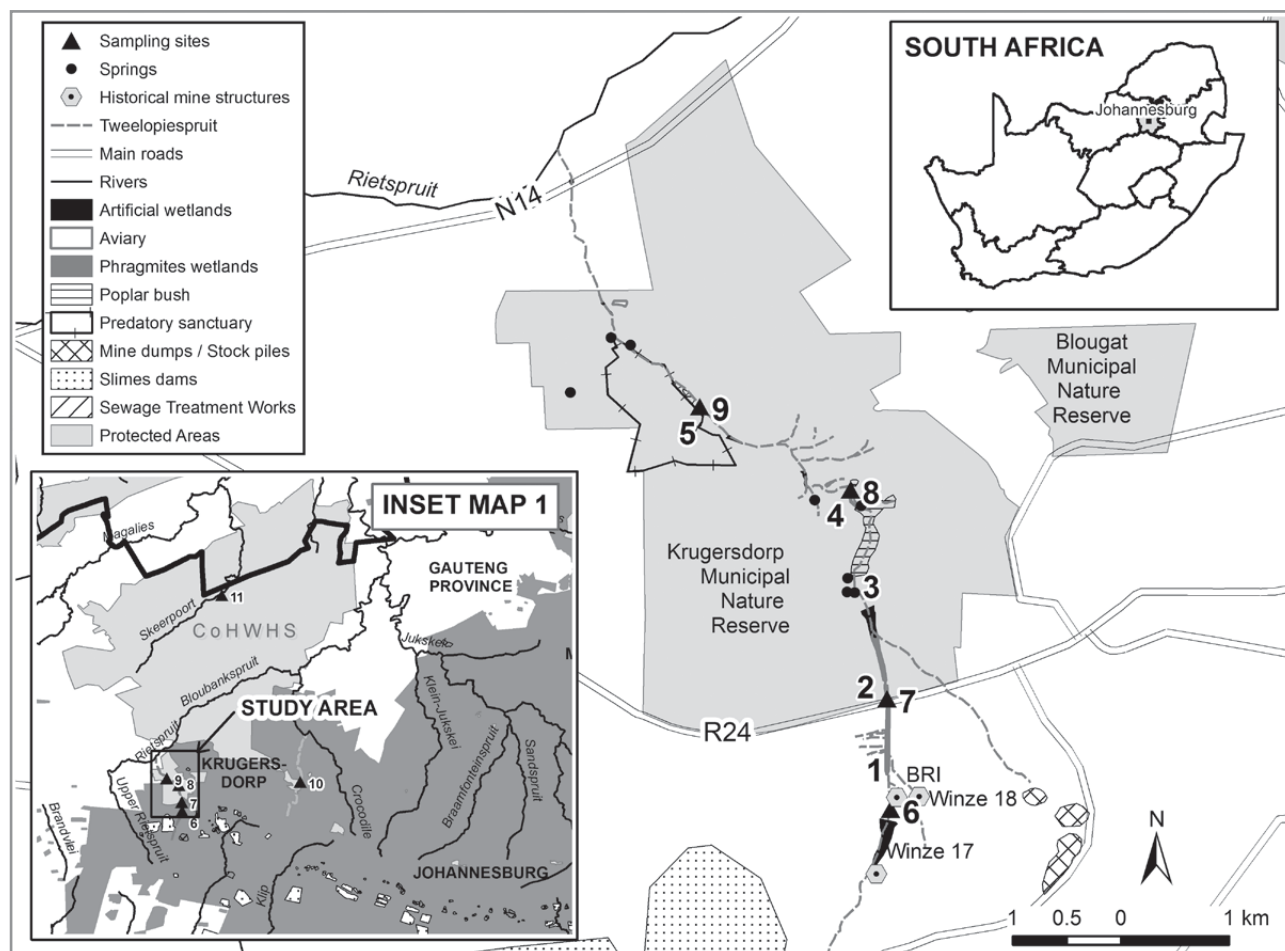 Sampling sites
Springs
Historical mine structures
Tweelopiespruit
Main roads
Rivers
Artificial wetlands
Aviary
Phragmites wetlands
Poplar bush
Predatory sanctuary
Mine dumps / Stock piles
Slimes dams
Sewage Treatment Works
Protected Areas
Rietspruit
N14
SOUTH AFRICA
Johannesburg
Blougat
Municipal
Nature
Reserve
9
5
8
4
3
Krugersdorp
Municipal
Nature
Reserve
2
7
R24
1
BRI
Winze 18
6
Winze 17
N
1 0.5 0 1 km
INSET MAP 1
Magalies
GAUTENG
PROVINCE
11
Skeerpoort
CoHWHS
Jukskei
Bloubankspruit
STUDY AREA
Klein-Jukskei
Rietspruit
KRUGERS-
DORP
9
8
7
6
10
Upper Rietspruit
Brandvlei
Crocodile
Braamfonteinspruit
Sandspruit
Klip
JOHANNESBURG